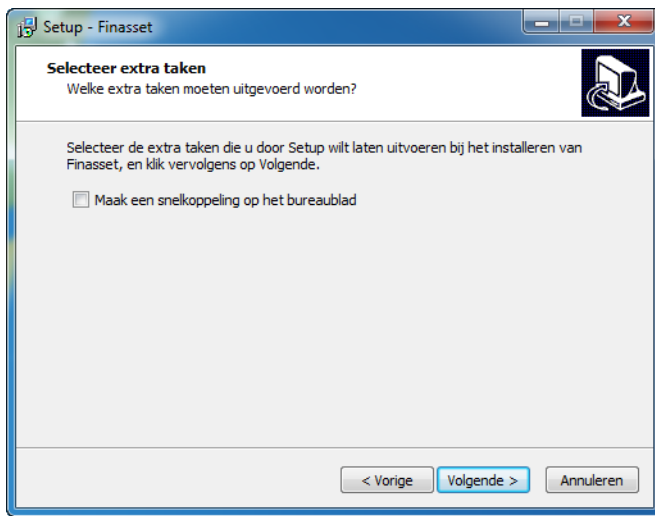 Setup - Finasset
Selecteer extra taken
Welke extra taken moeten uitgevoerd worden?
Selecteer de extra taken die u door Setup wilt laten uitvoeren bij het installeren van
Finasset, en klik vervolgens op Volgende.
Maak een snelkoppeling op het bureaublad
< Vorige
Volgende >
Annuleren